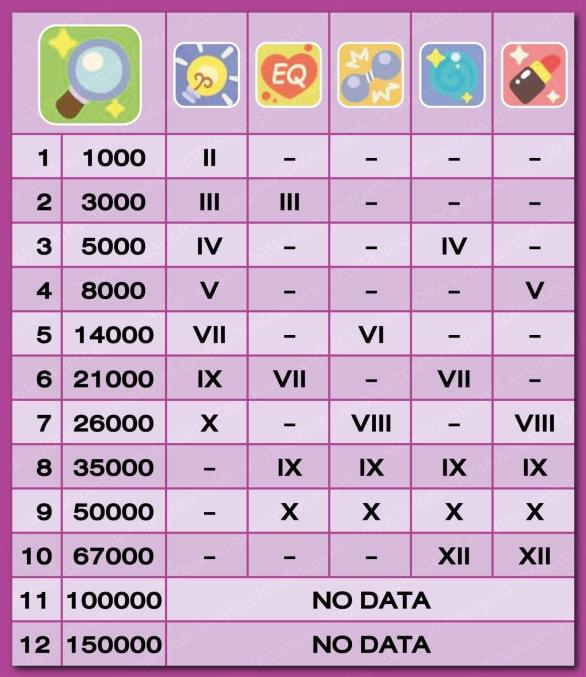 EQ
1 1000 II – – – –
2 3000 III III – – –
3 5000 IV – – IV –
4 8000 V – – – V
5 14000 VII – VI – –
6 21000 IX VII – VII –
7 26000 X – VIII – VIII
8 35000 – IX IX IX IX
9 50000 – X X X X
10 67000 – – – XII XII
11 100000 NO DATA
12 150000 NO DATA